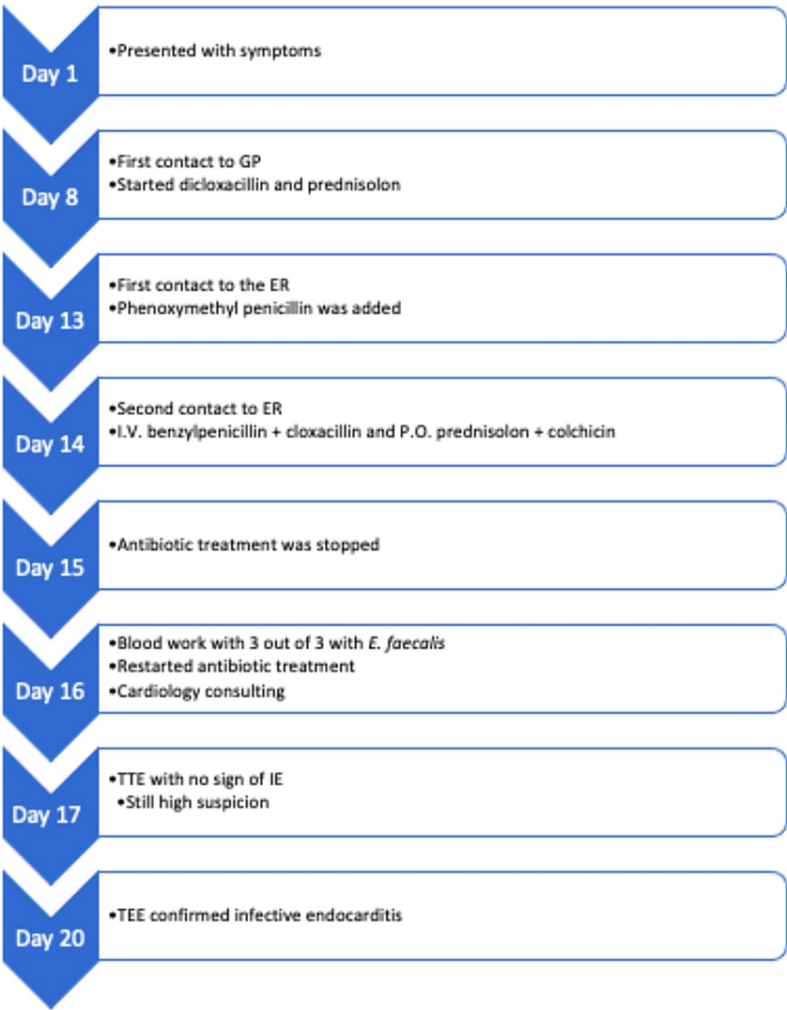 Day 1
•Presented with symptoms
Day 8
•First contact to GP
•Started dicloxacillin and prednisolon
Day 13
•First contact to the ER
•Phenoxymethyl penicillin was added
Day 14
•Second contact to ER
•I.V. benzylpenicillin + cloxacillin and P.O. prednisolon + colchicin
Day 15
•Antibiotic treatment was stopped
Day 16
•Blood work with 3 out of 3 with E. faecalis
•Restarted antibiotic treatment
•Cardiology consulting
Day 17
•TTE with no sign of IE
•Still high suspicion
Day 20
•TEE confirmed infective endocarditis